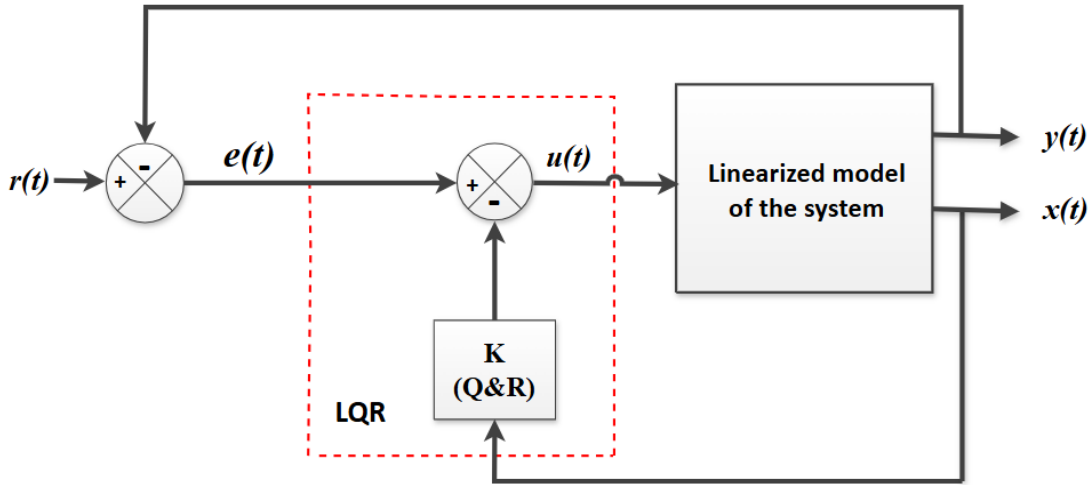 r(t)
+
-
e(t)
+
-
u(t)
Linearized model
of the system
y(t)
x(t)
K
(Q&R)
LQR